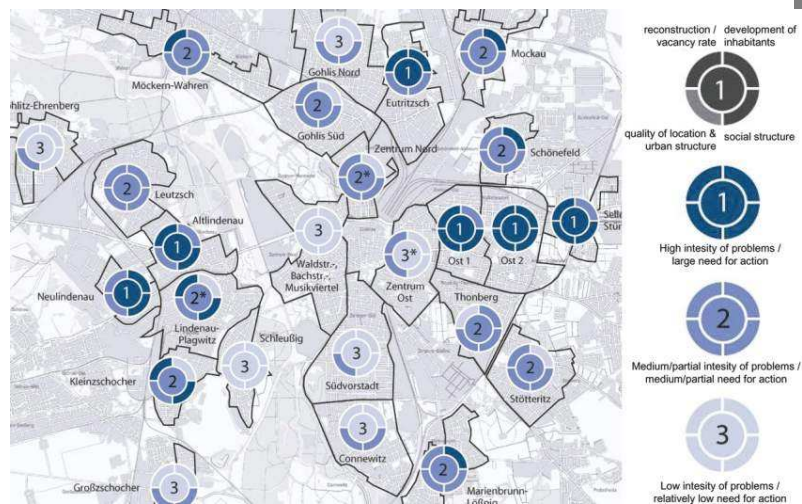 2
Möckern-Wahren
3
Gohlis Nord
1
Eutritzsch
2
Mockau
2
Gohlis Süd
Zentrum Nord
2*
2
Schönefeld
3
2
Leutzsch
Altlindenau
1
3
Waldstr.-,
Bachstr.-,
Musikviertel
3*
Zentrum
Ost
1
Ost 1
1
Ost 2
1
Neulindenau
1
2*
Lindenau-
Plagwitz
Schleußig
3
Thonberg
2
2
Stötteritz
Kleinzschocher
2
3
Südvorstadt
3
Connewitz
2
Marienbrunn-
Lößnig
Großzschocher
3
reconstruction /
vacancy rate
development of
inhabitants
1
quality of location &
urban structure
social structure
1
High intesity of problems /
large need for action
2
Medium/partial intesity of problems /
medium/partial need for action
3
Low intesity of problems /
relatively low need for action